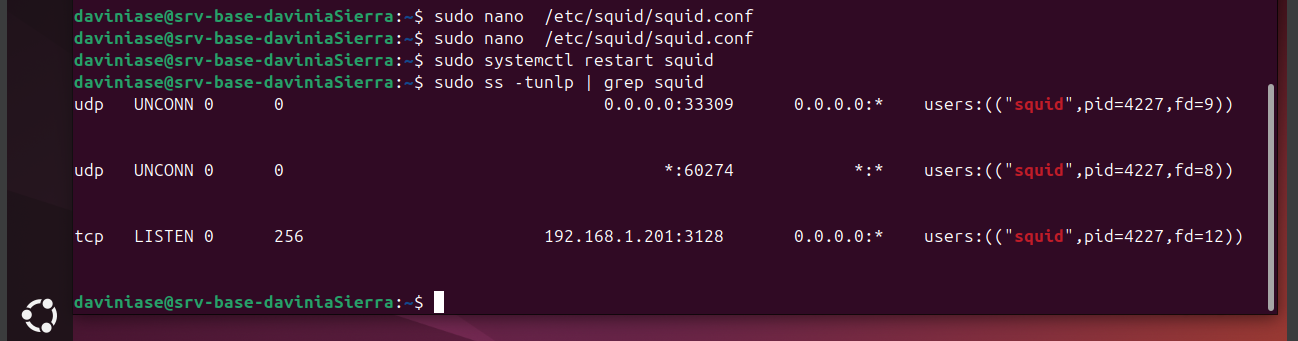 daviniase@srv-base-daviniaSierra:~$ sudo nano  /etc/squid/squid.conf
daviniase@srv-base-daviniaSierra:~$ sudo nano  /etc/squid/squid.conf
daviniase@srv-base-daviniaSierra:~$ sudo systemctl restart squid
daviniase@srv-base-daviniaSierra:~$ sudo ss -tunlp | grep squid
udp   UNCONN 0      0                                0.0.0.0:33309      0.0.0.0:*    users:(("squid",pid=4227,fd=9))
udp   UNCONN 0      0                                      *:60274            *:*    users:(("squid",pid=4227,fd=8))
tcp   LISTEN 0      256                        192.168.1.201:3128       0.0.0.0:*    users:(("squid",pid=4227,fd=12))
daviniase@srv-base-daviniaSierra:~$